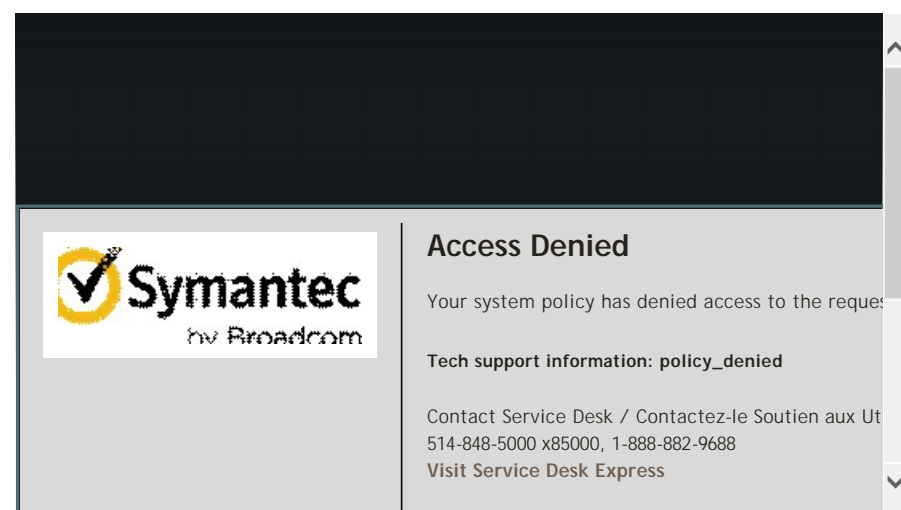 Symantec
by Broadcom
Access Denied
Your system policy has denied access to the reques
Tech support information: policy_denied
Contact Service Desk / Contactez-le Soutien aux Ut
514-848-5000 x85000, 1-888-882-9688
Visit Service Desk Express